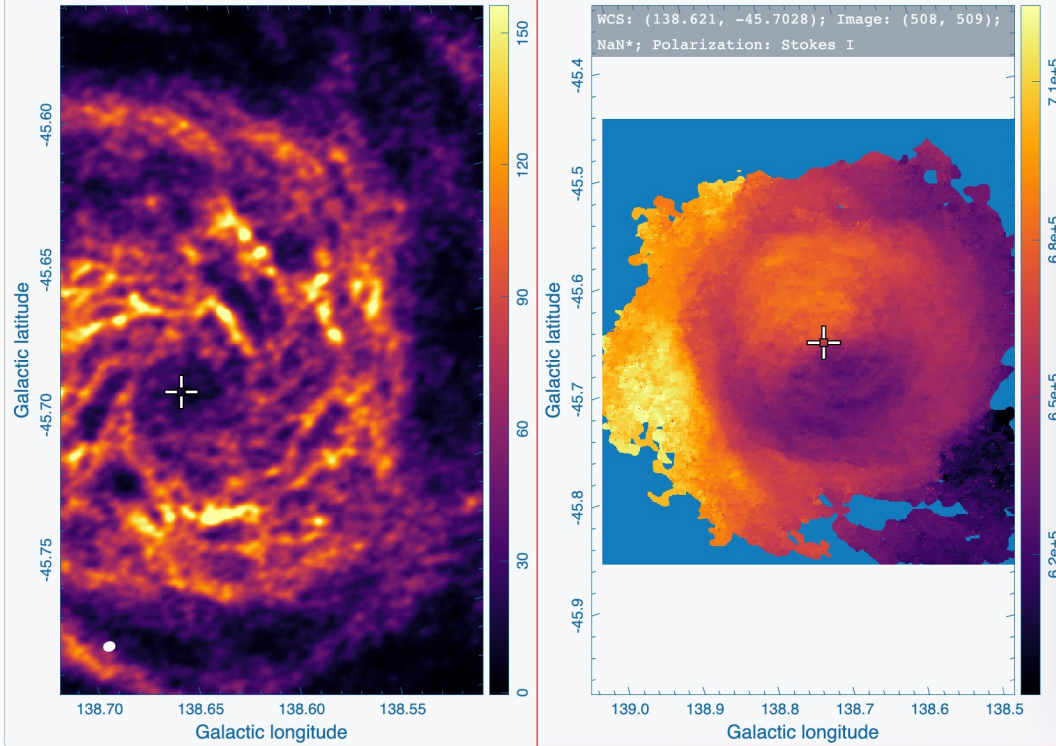 WCS: (138.621, -45.7028); Image: (508, 509);
NaN*; Polarization: Stokes I
150
120
90
60
30
0
-45.60
-45.65
-45.70
-45.75
Galactic latitude
138.70 138.65 138.60 138.55
Galactic longitude
-45.4
-45.5
-45.6
-45.7
-45.8
-45.9
Galactic latitude
139.0 138.9 138.8 138.7 138.6 138.5
Galactic longitude
7.1e+5
6.8e+5
6.5e+5
6.2e+5